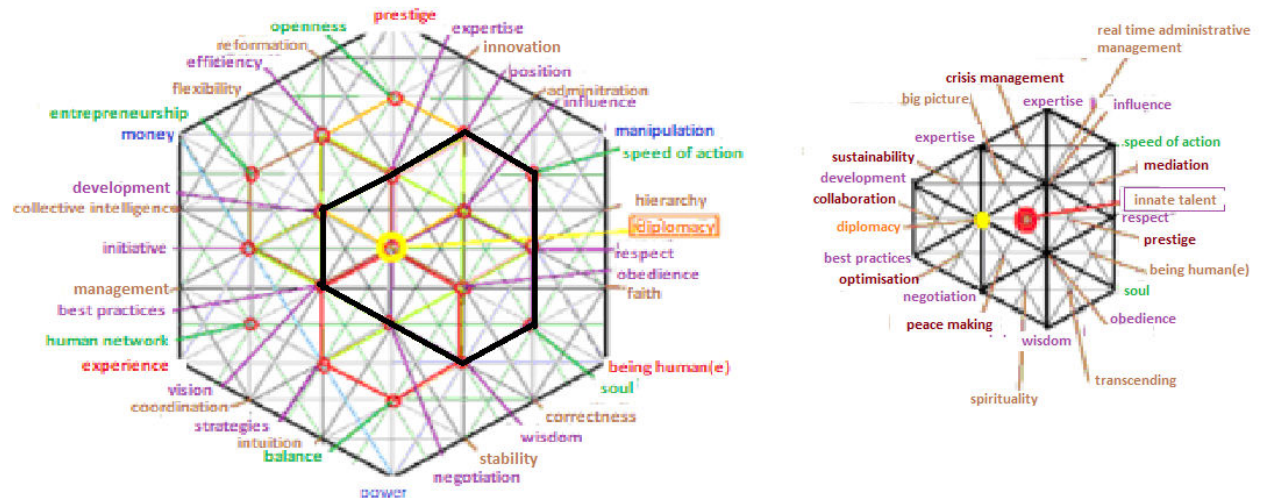 prestige
openness
expertise
reformation
innovation
efficiency
position
flexibility
adminitration
influence
entrepreneurship
money
manipulation
speed of action
development
collective intelligence
hierarchy
diplomacy
initiative
respect
obedience
management
faith
best practices
human network
experience
being human(e)
soul
vision
coordination
correctness
strategies
wisdom
intuition
stability
balance
negotiation
power
real time administrative
management
crisis management
big picture
expertise
influence
expertise
speed of action
sustainability
mediation
development
collaboration
innate talent
diplomacy
respect
prestige
best practices
being human(e)
optimisation
negotiation
soul
peace making
obedience
wisdom
transcending
spirituality